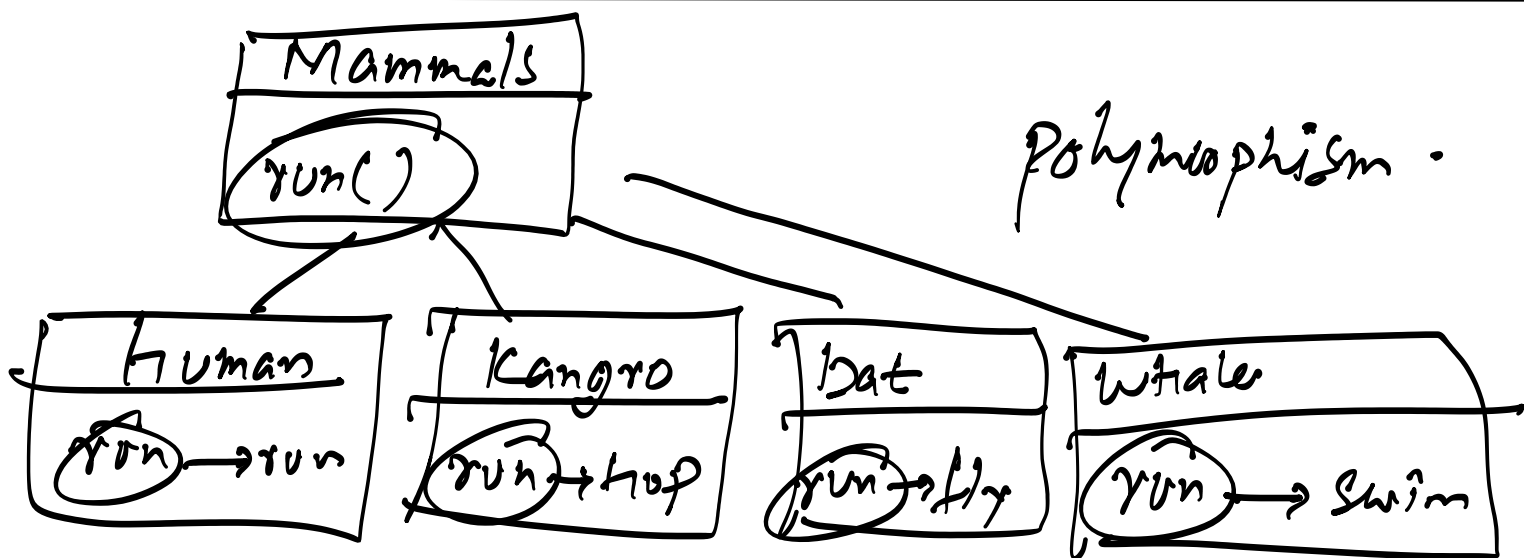 Mammals
run()
polymophism.
human
run → run
Kangro
run → hop
Bat
run → fly
Whale
run → swim